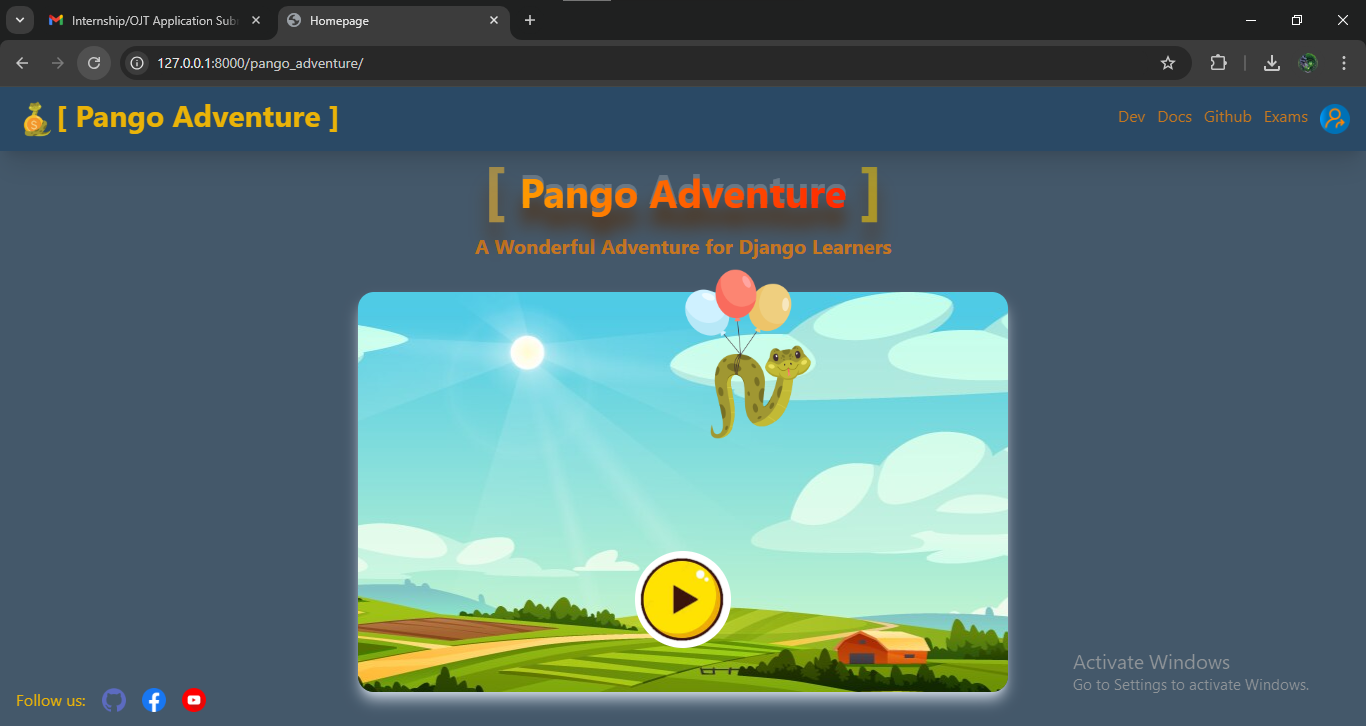 Internship/OJT Application Subr
Homepage
127.0.0.1:8000/pango_adventure/
[ Pango Adventure ]
Dev Docs Github Exams
[ Pango Adventure ]
A Wonderful Adventure for Django Learners
Activate Windows
Go to Settings to activate Windows.
Follow us: